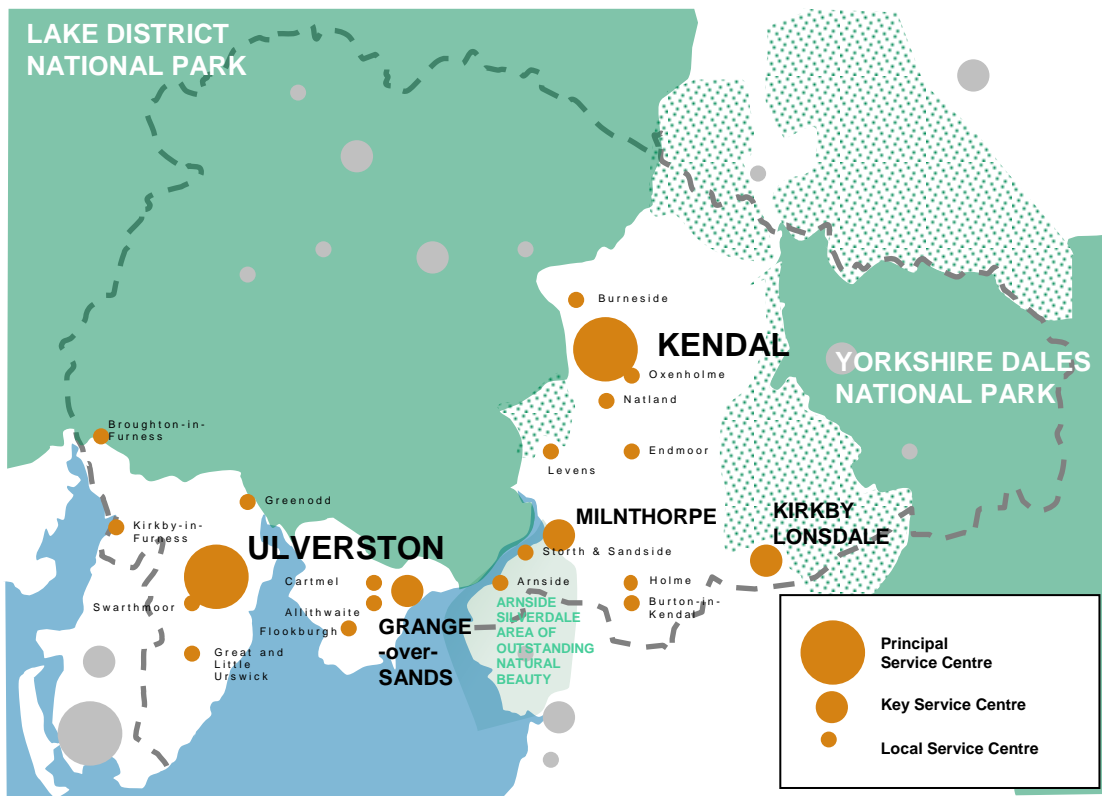 LAKE DISTRICT
NATIONAL PARK
Burneside
KENDAL
Oxenholme
YORKSHIRE DALES
NATIONAL PARK
Natland
Broughton-in-
Furness
Endmoor
Levens
Greenodd
MILNTHORPE
KIRKBY
LONSDALE
Kirkby-in-
Furness
ULVERSTON
Storth & Sandside
Cartmel
Arnside
Holme
Swarthmoor
Allithwaite
Burton-in-
Kendal
ARNSIDE
SILVERDALE
AREA OF
OUTSTANDING
NATURAL
BEAUTY
Flookburgh
GRANGE
-over-
SANDS
Great and
Little
Urswick
Principal
Service Centre
Key Service Centre
Local Service Centre